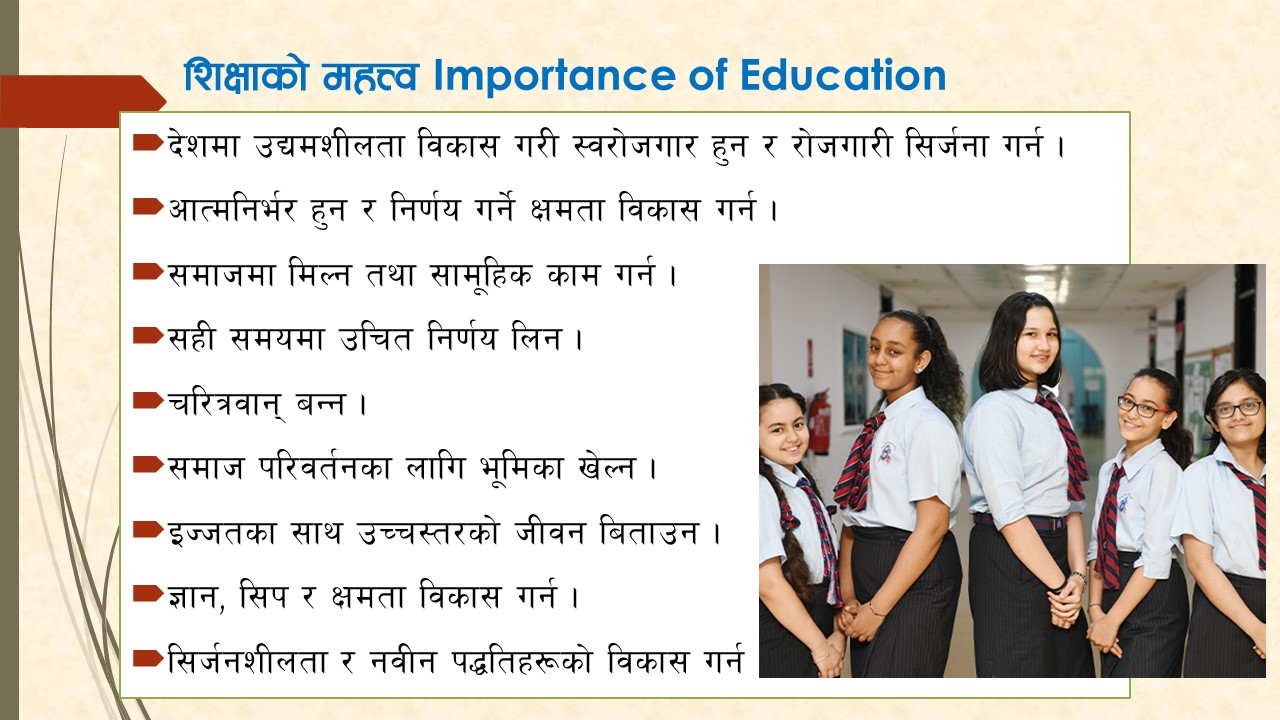 शिक्षाको महत्त्व Importance of Education
देशमा उद्यमशीलता विकास गरी स्वरोजगार हुन र रोजगारी सिर्जना गर्न ।
आत्मनिर्भर हुन र निर्णय गर्ने क्षमता विकास गर्न ।
समाजमा मिल्न तथा सामूहिक काम गर्न ।
सही समयमा उचित निर्णय लिन ।
चरित्रवान् बन्न ।
समाज परिवर्तनका लागि भूमिका खेल्न ।
इज्जतका साथ उच्चस्तरको जीवन बिताउन ।
ज्ञान, सिप र क्षमता विकास गर्न ।
सिर्जनशीलता र नवीन पद्धतिहरूको विकास गर्न